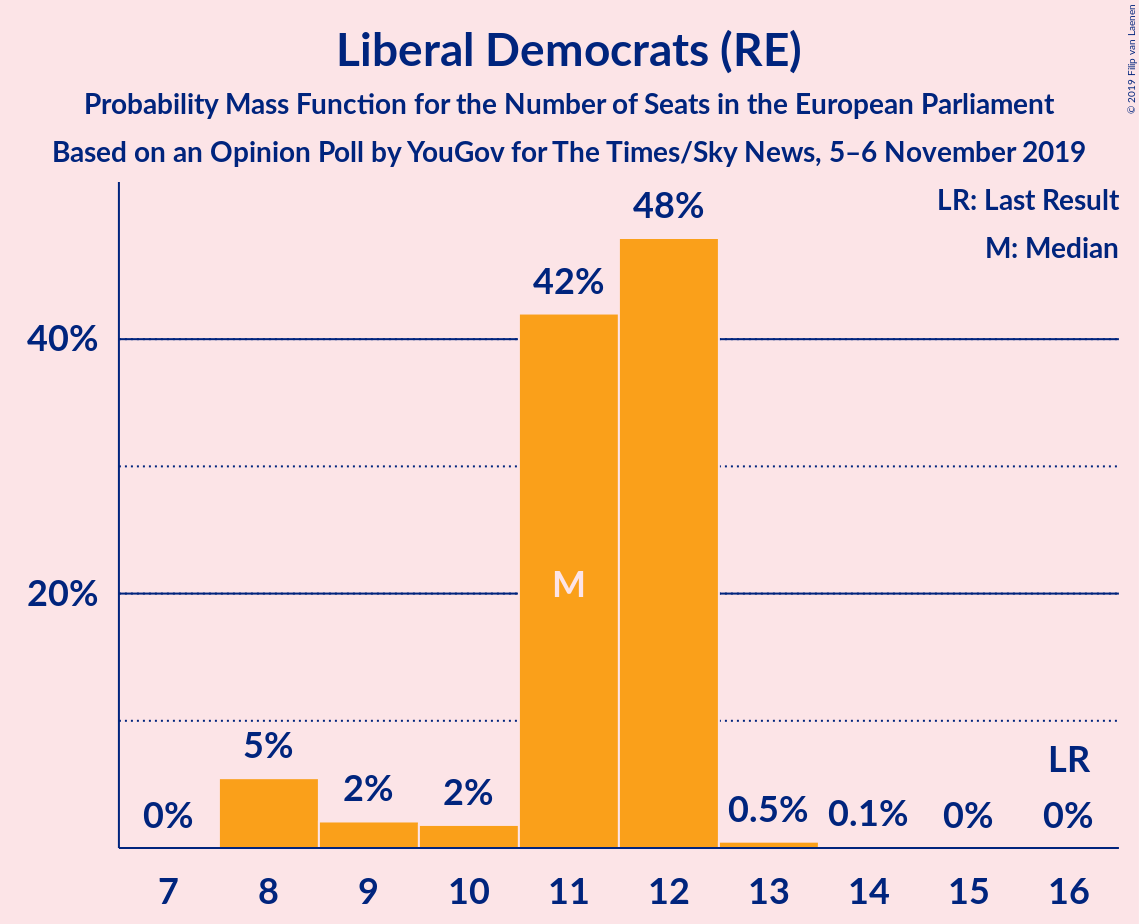 Liberal Democrats (RE)
Probability Mass Function for the Number of Seats in the European Parliament
Based on an Opinion Poll by YouGov for The Times/Sky News, 5–6 November 2019
© 2019 Filip van Laenen
LR: Last Result
M: Median
48%
42%
40%
20%
M
5%
2%
2%
0%
0.5%
0.1%
0%
LR
0%
7 8 9 10 11 12 13 14 15 16